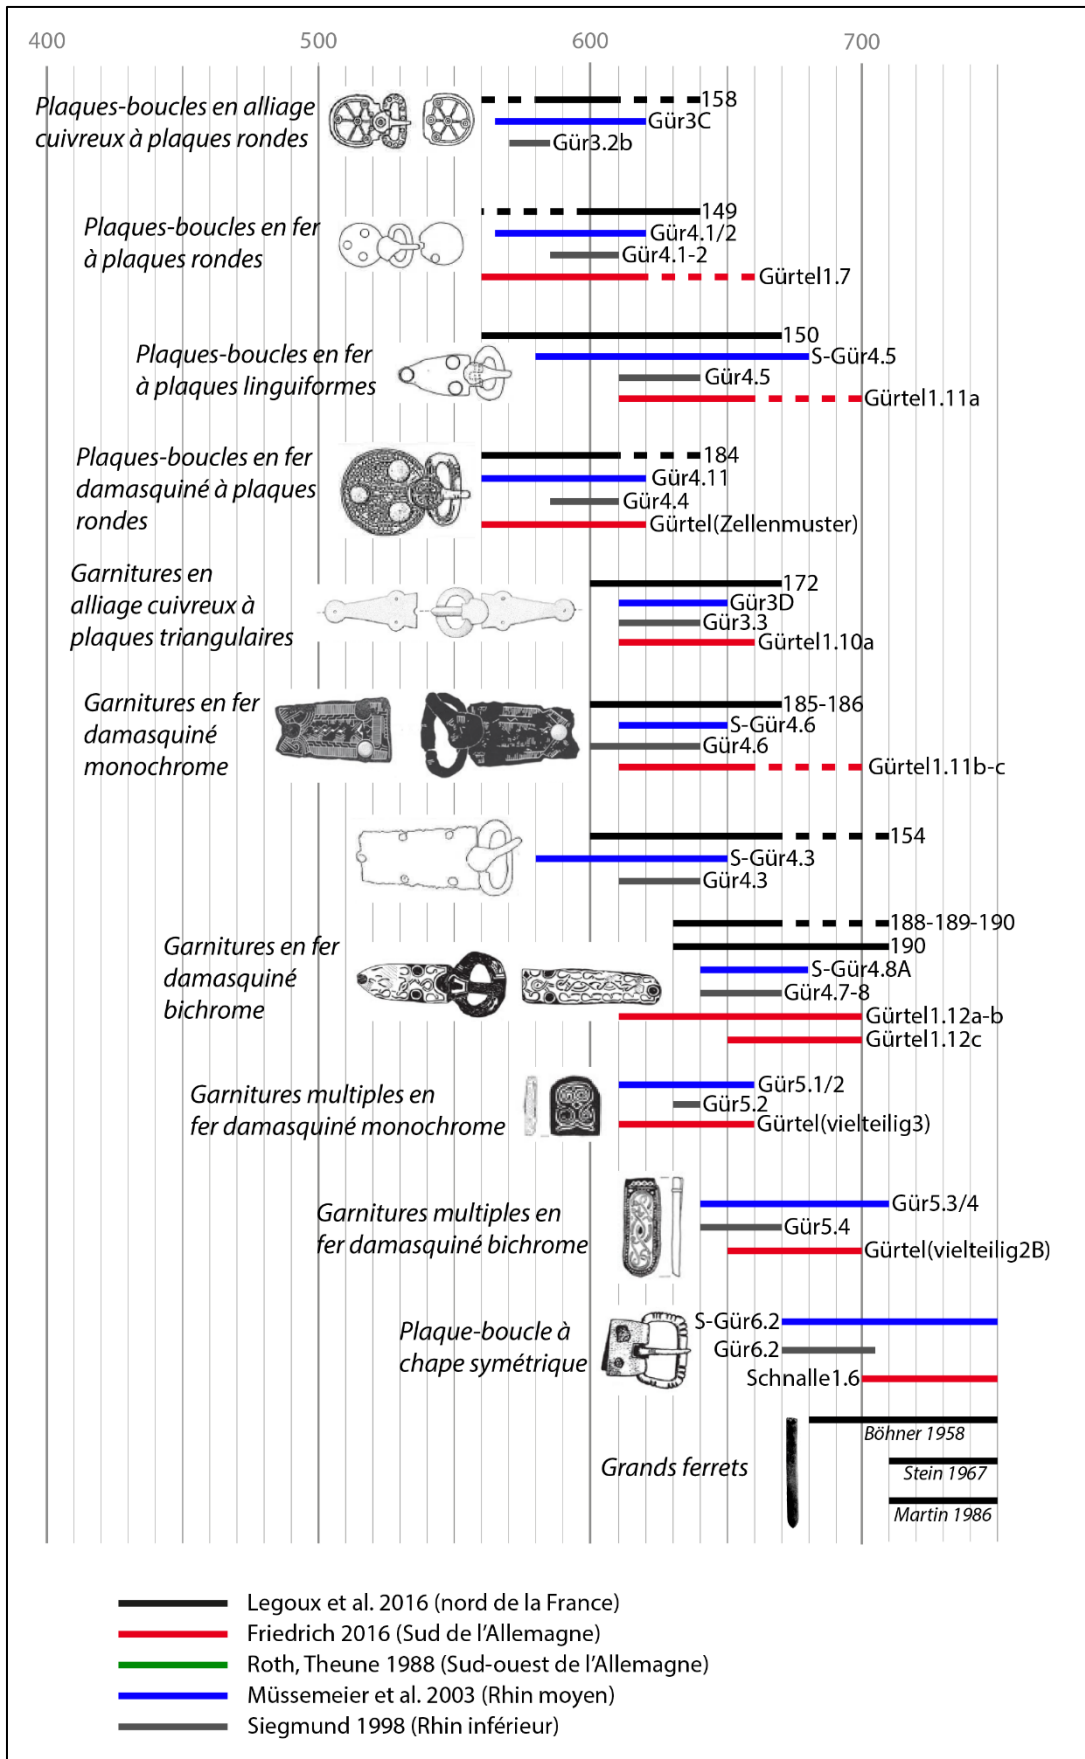 400 500 600 700
Plaques-boucles en alliage
cuivreux à plaques rondes
158
Gür3C
Gür3.2b
Plaques-boucles en fer
à plaques rondes
149
Gür4.1/2
Gür4.1-2
Gürtel1.7
Plaques-boucles en fer
à plaques linguiformes
150
S-Gür4.5
Gür4.5
Gürtel1.11a
Plaques-boucles en fer
damasquiné à plaques
rondes
184
Gür4.11
Gür4.4
Gürtel(Zellenmuster)
Garnitures en
alliage cuivreux à
plaques triangulaires
172
Gür3D
Gür3.3
Gürtel1.10a
Garnitures en fer
damasquiné
monochrome
185-186
S-Gür4.6
Gür4.6
Gürtel1.11b-c
154
S-Gür4.3
Gür4.3
Garnitures en fer
damasquiné
bichrome
188-189-190
190
S-Gür4.8A
Gür4.7-8
Gürtel1.12a-b
Gürtel1.12c
Garnitures multiples en
fer damasquiné monochrome
Gür5.1/2
Gür5.2
Gürtel(vielteilig3)
Garnitures multiples en
fer damasquiné bichrome
Gür5.3/4
Gür5.4
Gürtel(vielteilig2B)
Plaque-boucle à
chape symétrique
S-Gür6.2
Gür6.2
Schnalle1.6
Grands ferrets
Böhner 1958
Stein 1967
Martin 1986
Legoux et al. 2016 (nord de la France)
Friedrich 2016 (Sud de l'Allemagne)
Roth, Theune 1988 (Sud-ouest de l'Allemagne)
Müssemeier et al. 2003 (Rhin moyen)
Siegmund 1998 (Rhin inférieur)